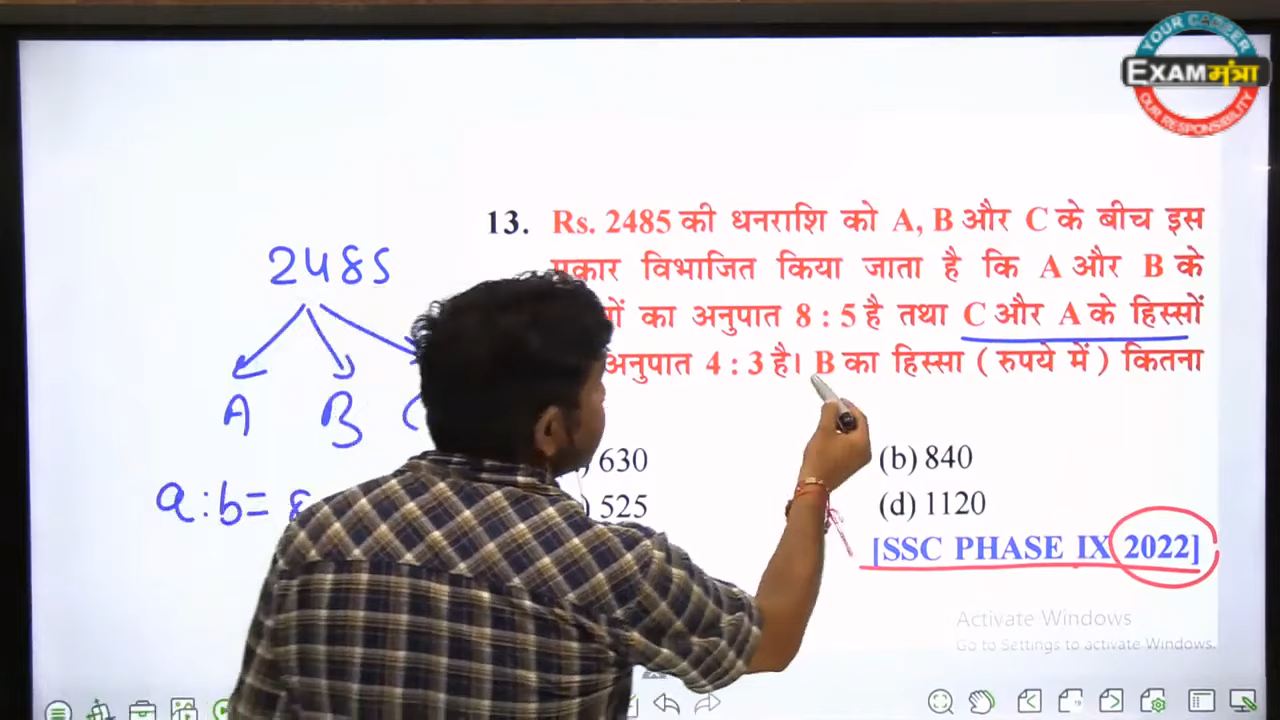 YOUR CAREER
EXAMमंत्रा
OUR RESPONSIBILITY
13. Rs. 2485 की धनराशि को A, B और C के बीच इस
प्रकार विभाजित किया जाता है कि A और B के
का अनुपात 8 : 5 है तथा C और A के हिस्सों
अनुपात 4 : 3 है। B का हिस्सा ( रुपये में ) कितना
630 (b) 840
525 (d) 1120
[SSC PHASE IX 2022]
2485
A B C
a:b= 8
Activate Windows
Go to Settings to activate Windows.